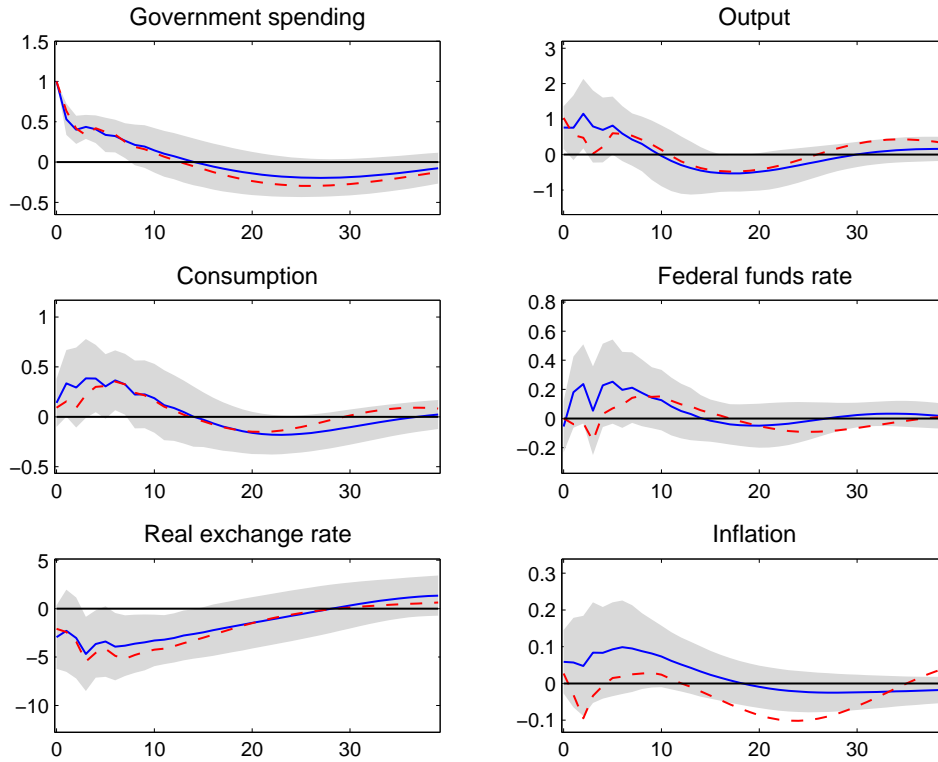 Government spending
1.5
1
0.5
0
−0.5
0 10 20 30
Output
3
2
1
0
−1
0 10 20 30
Consumption
1
0.5
0
−0.5
0 10 20 30
Federal funds rate
0.8
0.6
0.4
0.2
0
−0.2
0 10 20 30
Real exchange rate
5
0
−5
−10
0 10 20 30
Inflation
0.3
0.2
0.1
0
−0.1
0 10 20 30